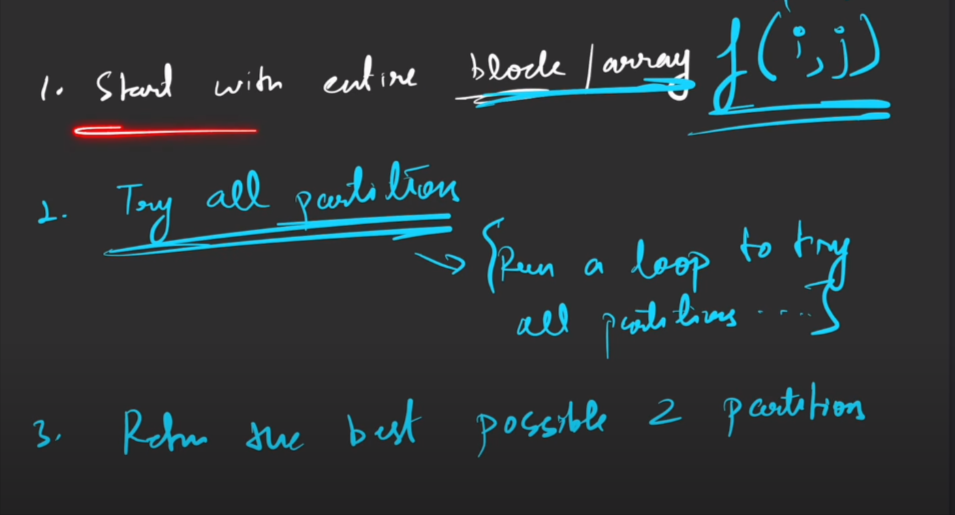 1. Start with entire block/array f(i,j)
2. Try all partition
→ {Run a loop to try
all partitions ....}
3. Return the best possible 2 partition